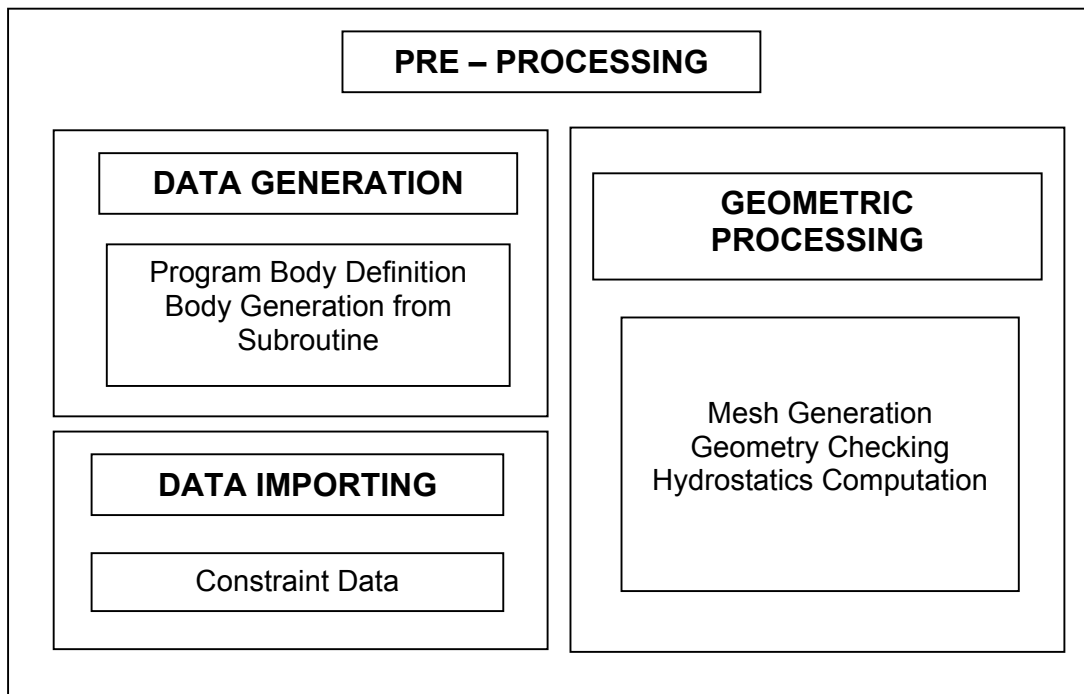 PRE – PROCESSING
DATA GENERATION
Program Body Definition
Body Generation from
Subroutine
DATA IMPORTING
Constraint Data
GEOMETRIC
PROCESSING
Mesh Generation
Geometry Checking
Hydrostatics Computation